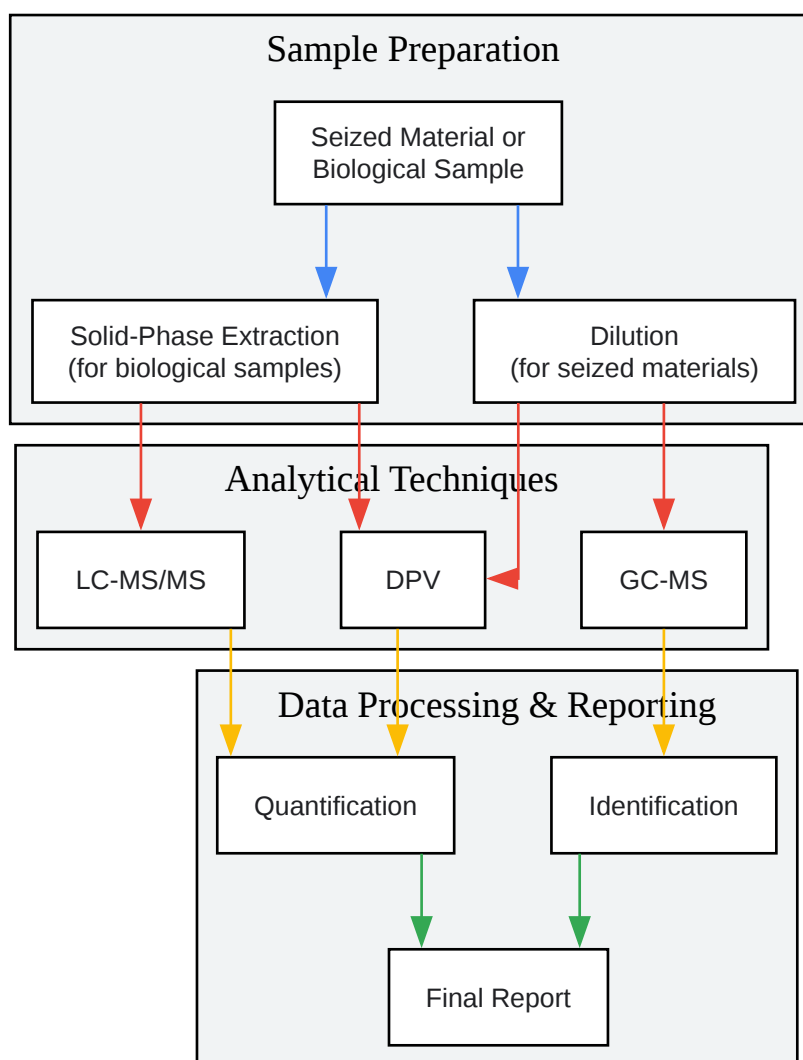 Sample Preparation
Seized Material or
Biological Sample
Solid-Phase Extraction
(for biological samples)
Dilution
(for seized materials)
Analytical Techniques
LC-MS/MS
DPV
GC-MS
Data Processing & Reporting
Quantification
Identification
Final Report